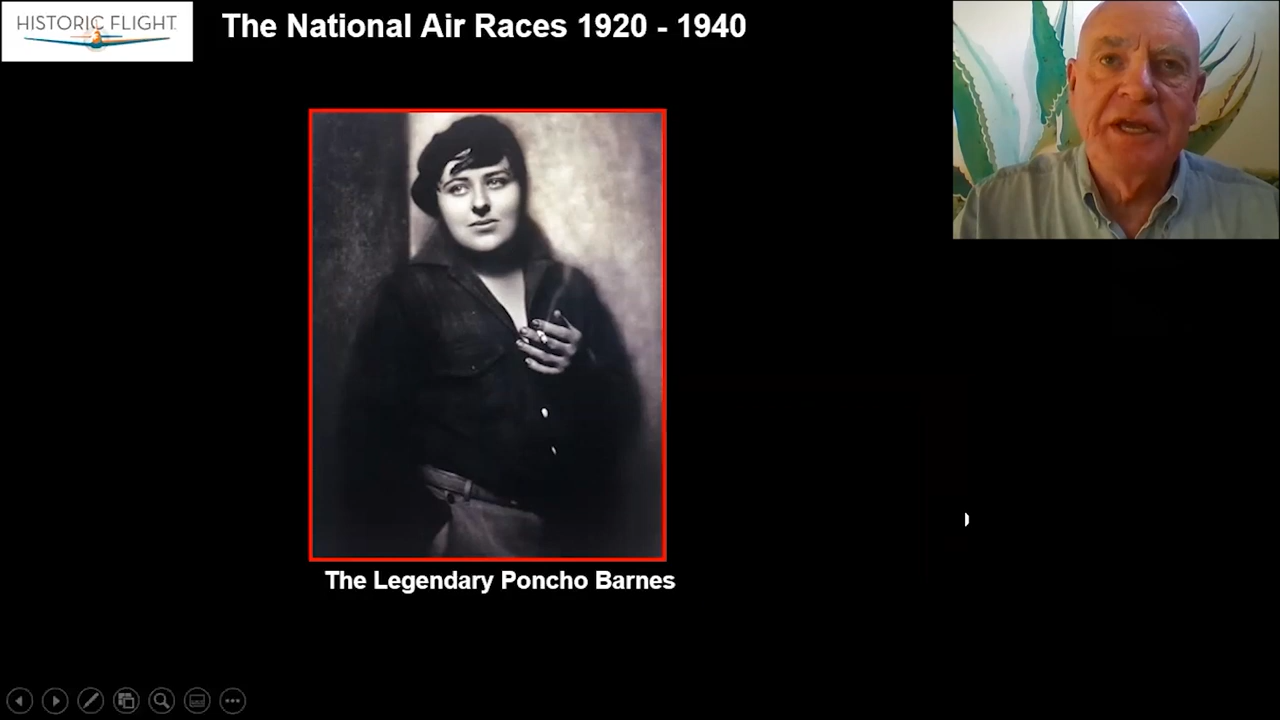 HISTORIC FLIGHT
The National Air Races 1920 - 1940
The Legendary Poncho Barnes